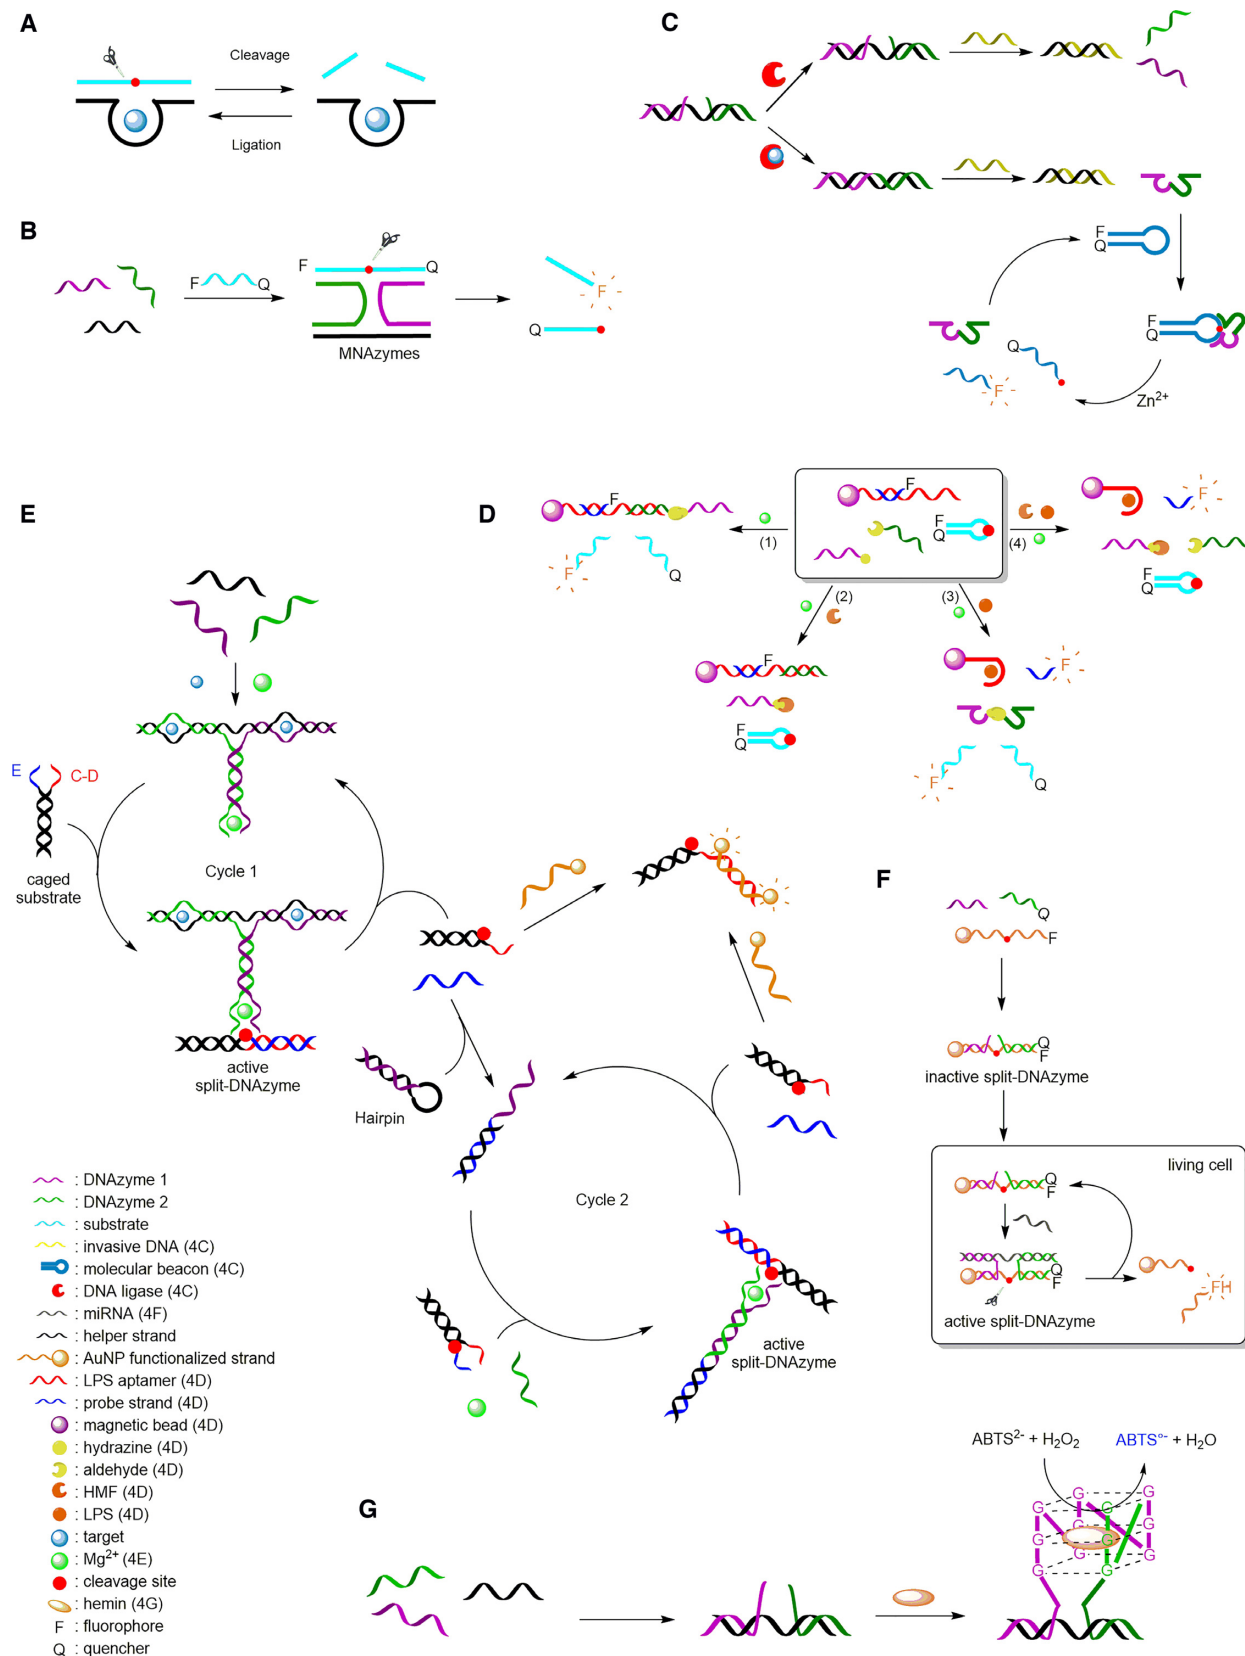 A
Cleavage
Ligation
B
F
Q
F
Q
F
Q
MNAzymes
C
F
Q
F
Q
Q
F
Zn2+
D
F
F
Q
(1)
F
F
Q
(4)
F
F
Q
(2)
(3)
F
F
Q
F
F
Q
E
E
C-D
caged
substrate
Cycle 1
active
split-DNAzyme
Hairpin
Cycle 2
active
split-DNAzyme
F
Q
F
Q
F
inactive split-DNAzyme
living cell
Q
F
Q
F
FH
active split-DNAzyme
: DNAzyme 1
: DNAzyme 2
: substrate
: invasive DNA (4C)
: molecular beacon (4C)
: DNA ligase (4C)
: miRNA (4F)
: helper strand
: AuNP functionalized strand
: LPS aptamer (4D)
: probe strand (4D)
: magnetic bead (4D)
: hydrazine (4D)
: aldehyde (4D)
: HMF (4D)
: LPS (4D)
: target
: Mg2+ (4E)
: cleavage site
: hemin (4G)
F : fluorophore
Q : quencher
G
ABTS2- + H2O2
ABTS°- + H2O
G G
G G
G
G G
G G
G
G G